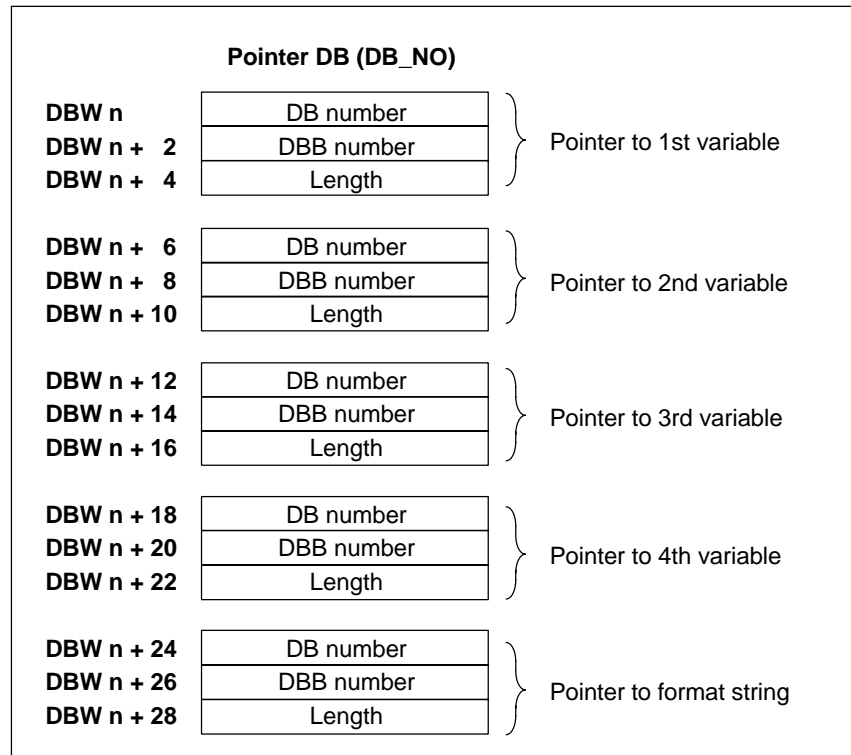 Pointer DB (DB_NO)
DBW n DB number
DBW n + 2 DBB number
DBW n + 4 Length
Pointer to 1st variable
DBW n + 6 DB number
DBW n + 8 DBB number
DBW n + 10 Length
Pointer to 2nd variable
DBW n + 12 DB number
DBW n + 14 DBB number
DBW n + 16 Length
Pointer to 3rd variable
DBW n + 18 DB number
DBW n + 20 DBB number
DBW n + 22 Length
Pointer to 4th variable
DBW n + 24 DB number
DBW n + 26 DBB number
DBW n + 28 Length
Pointer to format string